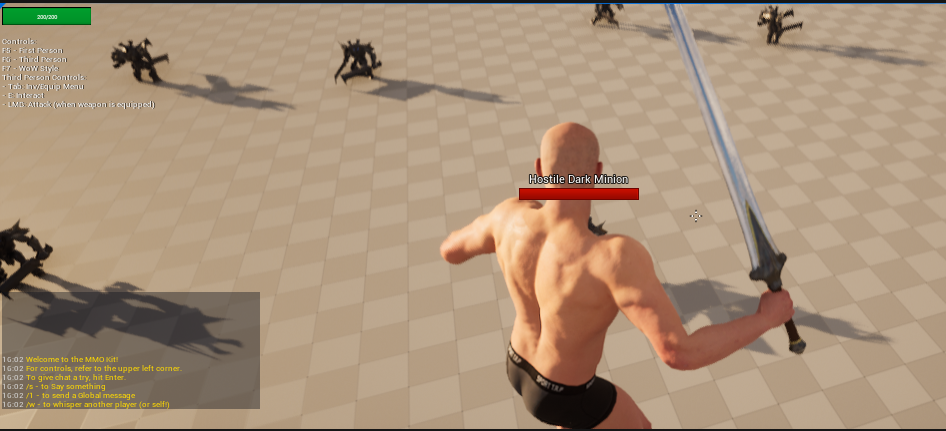 200/200
Controls:
F5 - First Person
F6 - Third Person
F7 - WoW Style
Third Person Controls:
- Tab: Inv/Equip Menu
- E: Interact
- LMB: Attack (when weapon is equipped)
Hostile Dark Minion
16:02 Welcome to the MMO Kit!
16:02 For controls, refer to the upper left corner.
16:02 To give chat a try, hit Enter.
16:02 /s - to Say something
16:02 /1 - to send a Global message
16:02 /w - to whisper another player (or self!)